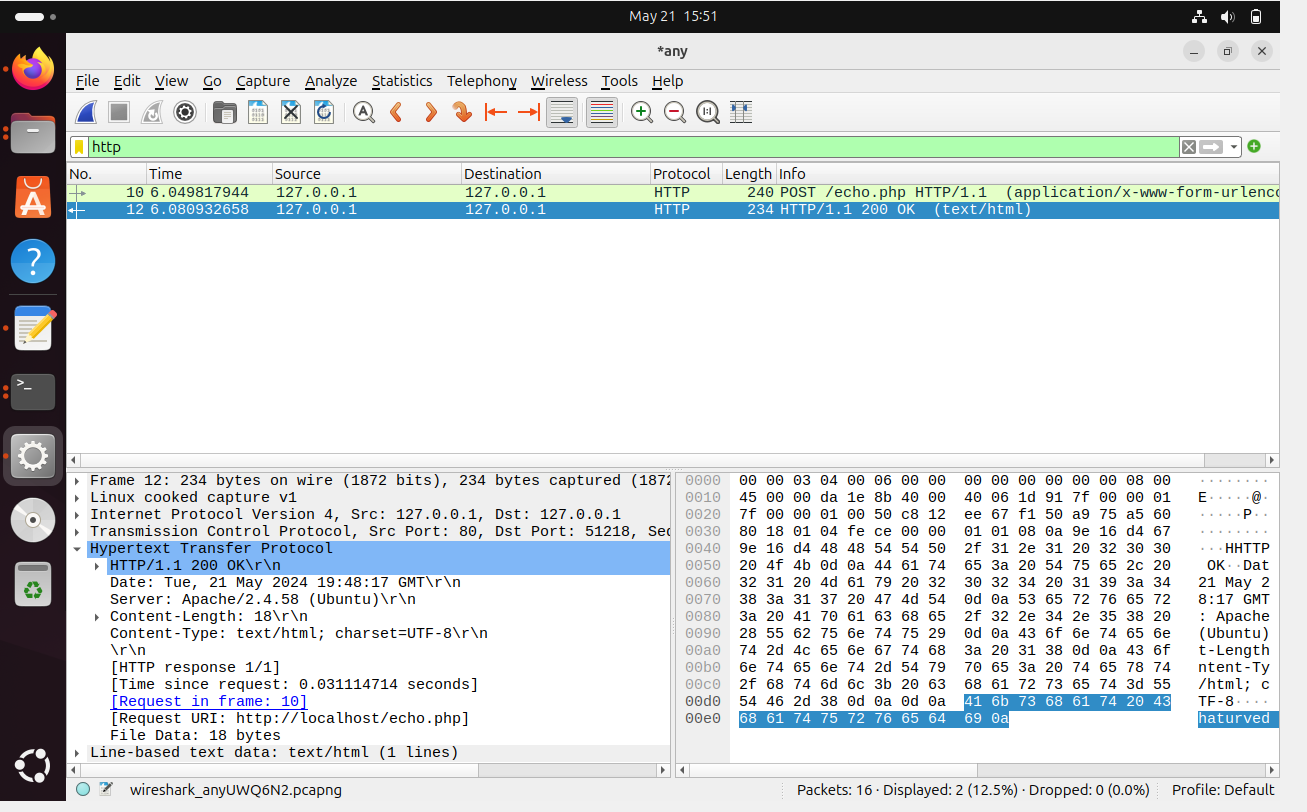 May 21 15:51
*any
File Edit View Go Capture Analyze Statistics Telephony Wireless Tools Help
http
No. Time Source Destination Protocol Length Info
10 6.049817944 127.0.0.1 127.0.0.1 HTTP 240 POST /echo.php HTTP/1.1 (application/x-www-form-urlenco
12 6.080932658 127.0.0.1 127.0.0.1 HTTP 234 HTTP/1.1 200 OK (text/html)
Frame 12: 234 bytes on wire (1872 bits), 234 bytes captured (1872
Linux cooked capture v1
Internet Protocol Version 4, Src: 127.0.0.1, Dst: 127.0.0.1
Transmission Control Protocol, Src Port: 80, Dst Port: 51218, Seq
Hypertext Transfer Protocol
HTTP/1.1 200 OK\r\n
Date: Tue, 21 May 2024 19:48:17 GMT\r\n
Server: Apache/2.4.58 (Ubuntu)\r\n
Content-Length: 18\r\n
Content-Type: text/html; charset=UTF-8\r\n
\r\n
[HTTP response 1/1]
[Time since request: 0.031114714 seconds]
[Request in frame: 10]
[Request URI: http://localhost/echo.php]
File Data: 18 bytes
Line-based text data: text/html (1 lines)
0000 00 00 03 04 00 06 00 00 00 00 00 00 00 00 08 00 ········
0010 45 00 00 da 1e 8b 40 00 40 06 1d 91 7f 00 00 01 E·····@·
0020 7f 00 00 01 00 50 c8 12 ee 67 f1 50 a9 75 a5 60 ·····P··
0030 80 18 01 04 fe ce 00 00 01 01 08 0a 9e 16 d4 67 ········
0040 9e 16 d4 48 48 54 54 50 2f 31 2e 31 20 32 30 30 ···HHTTP
0050 20 4f 4b 0d 0a 44 61 74 65 3a 20 54 75 65 2c 20 OK··Dat
0060 32 31 20 4d 61 79 20 32 30 32 34 20 31 39 3a 34 21 May 2
0070 38 3a 31 37 20 47 4d 54 0d 0a 53 65 72 76 65 72 8:17 GMT
0080 3a 20 41 70 61 63 68 65 2f 32 2e 34 2e 35 38 20 : Apache
0090 28 55 62 75 6e 74 75 29 0d 0a 43 6f 6e 74 65 6e (Ubuntu)
00a0 74 2d 4c 65 6e 67 74 68 3a 20 31 38 0d 0a 43 6f t-Length
00b0 6e 74 65 6e 74 2d 54 79 70 65 3a 20 74 65 78 74 ntent-Ty
00c0 2f 68 74 6d 6c 3b 20 63 68 61 72 73 65 74 3d 55 /html; c
00d0 54 46 2d 38 0d 0a 0d 0a 41 6b 73 68 61 74 20 43 TF-8····
00e0 68 61 74 75 72 76 65 64 69 0a haturved
wireshark_anyUWQ6N2.pcapng Packets: 16 · Displayed: 2 (12.5%) · Dropped: 0 (0.0%) Profile: Default